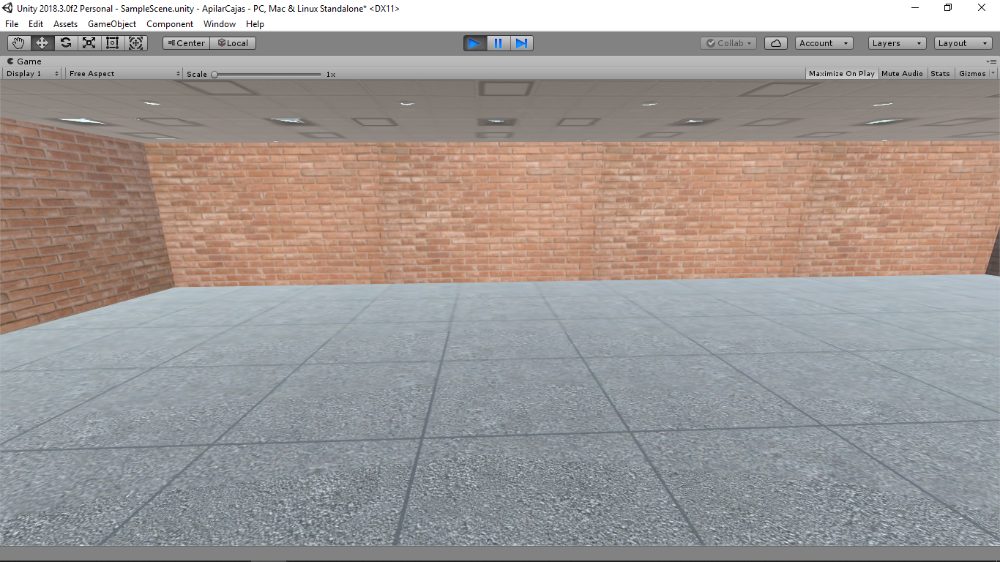 Unity 2018.3.0f2 Personal - SampleScene.unity - ApilarCajas - PC, Mac & Linux Standalone* <DX11>
File Edit Assets GameObject Component Window Help
Center Local Collab Account Layers Layout
Game
Display 1 Free Aspect Scale 1x Maximize On Play Mute Audio Stats Gizmos